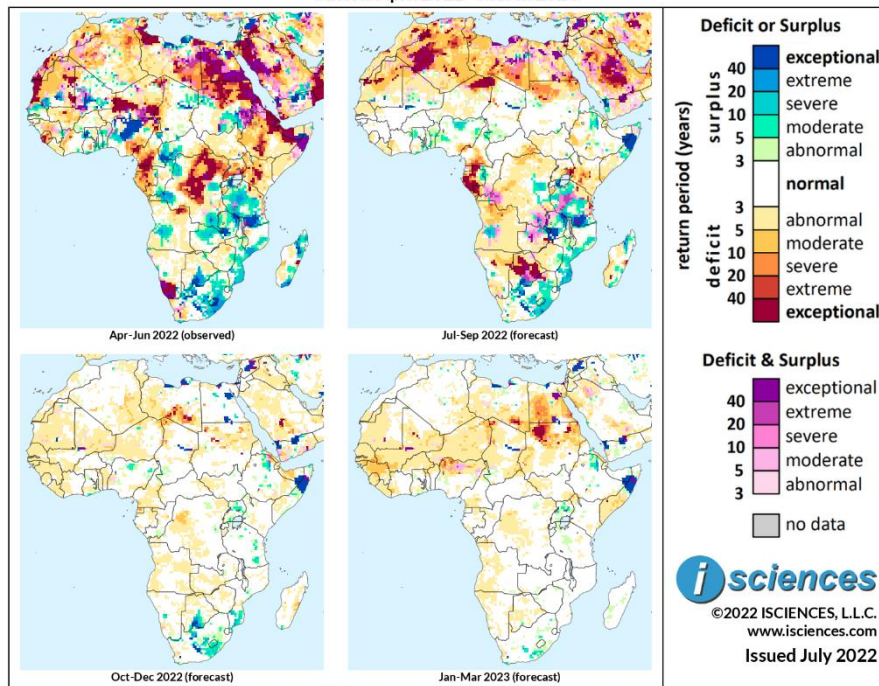 Apr-Jun 2022 (observed)
Jul-Sep 2022 (forecast)
Oct-Dec 2022 (forecast)
Jan-Mar 2023 (forecast)
Deficit or Surplus
return period (years)
surplus
deficit
exceptional
40
extreme
20
severe
10
moderate
5
abnormal
3
normal
3
abnormal
5
moderate
10
severe
20
extreme
40
exceptional
Deficit & Surplus
exceptional
40
extreme
20
severe
10
moderate
5
abnormal
3
no data
i sciences
©2022 ISCIENCES, L.L.C.
www.isciences.com
Issued July 2022